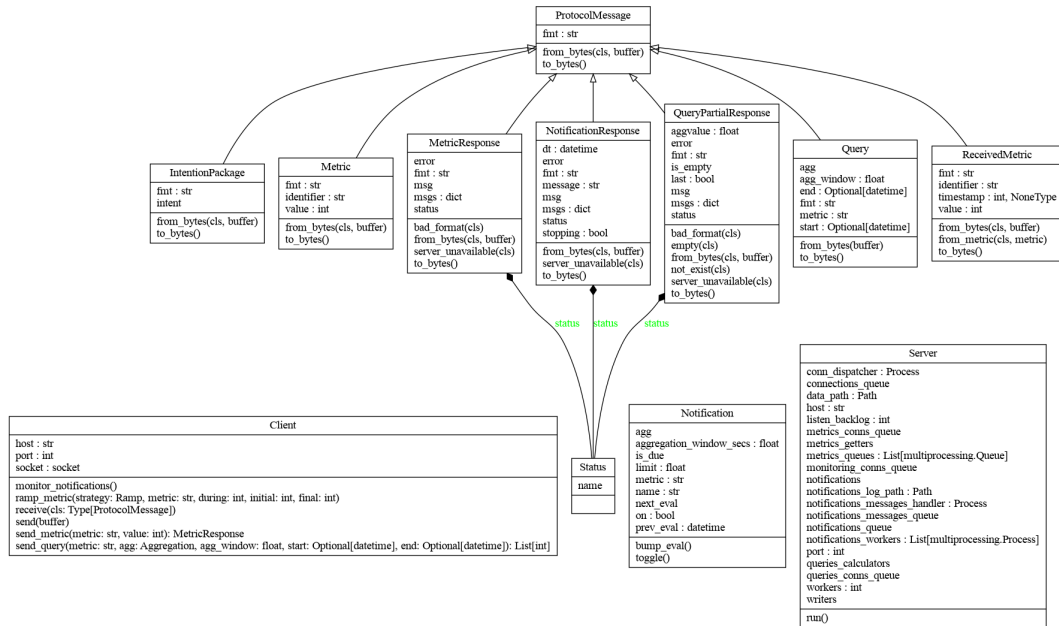 ProtocolMessage
fmt : str
from_bytes(cls, buffer)
to_bytes()
IntentionPackage
fmt : str
intent
from_bytes(cls, buffer)
to_bytes()
Metric
fmt : str
identifier : str
value : int
from_bytes(cls, buffer)
to_bytes()
MetricResponse
error
fmt : str
msg
msgs : dict
status
bad_format(cls)
from_bytes(cls, buffer)
server_unavailable(cls)
to_bytes()
NotificationResponse
dt : datetime
error
fmt : str
message : str
msg
msgs : dict
status
stopping : bool
from_bytes(cls, buffer)
server_unavailable(cls)
to_bytes()
QueryPartialResponse
aggvalue : float
error
fmt : str
is_empty
last : bool
msg
msgs : dict
status
bad_format(cls)
empty(cls)
from_bytes(cls, buffer)
not_exist(cls)
server_unavailable(cls)
to_bytes()
Query
agg
agg_window : float
end : Optional[datetime]
fmt : str
metric : str
start : Optional[datetime]
from_bytes(buffer)
to_bytes()
ReceivedMetric
fmt : str
identifier : str
timestamp : int, NoneType
value : int
from_bytes(cls, buffer)
from_metric(cls, metric)
to_bytes()
status
status
status
Client
host : str
port : int
socket : socket
monitor_notifications()
ramp_metric(strategy: Ramp, metric: str, during: int, initial: int, final: int)
receive(cls: Type[ProtocolMessage])
send(buffer)
send_metric(metric: str, value: int): MetricResponse
send_query(metric: str, agg: Aggregation, agg_window: float, start: Optional[datetime], end: Optional[datetime]): List[int]
Status
name
Notification
agg
aggregation_window_secs : float
is_due
limit : float
metric : str
name : str
next_eval
on : bool
prev_eval : datetime
bump_eval()
toggle()
Server
conn_dispatcher : Process
connections_queue
data_path : Path
host : str
listen_backlog : int
metrics_conns_queue
metrics_getters
metrics_queues : List[multiprocessing.Queue]
monitoring_conns_queue
notifications
notifications_log_path : Path
notifications_messages_handler : Process
notifications_messages_queue
notifications_queue
notifications_workers : List[multiprocessing.Process]
port : int
queries_calculators
queries_conns_queue
workers : int
writers
run()